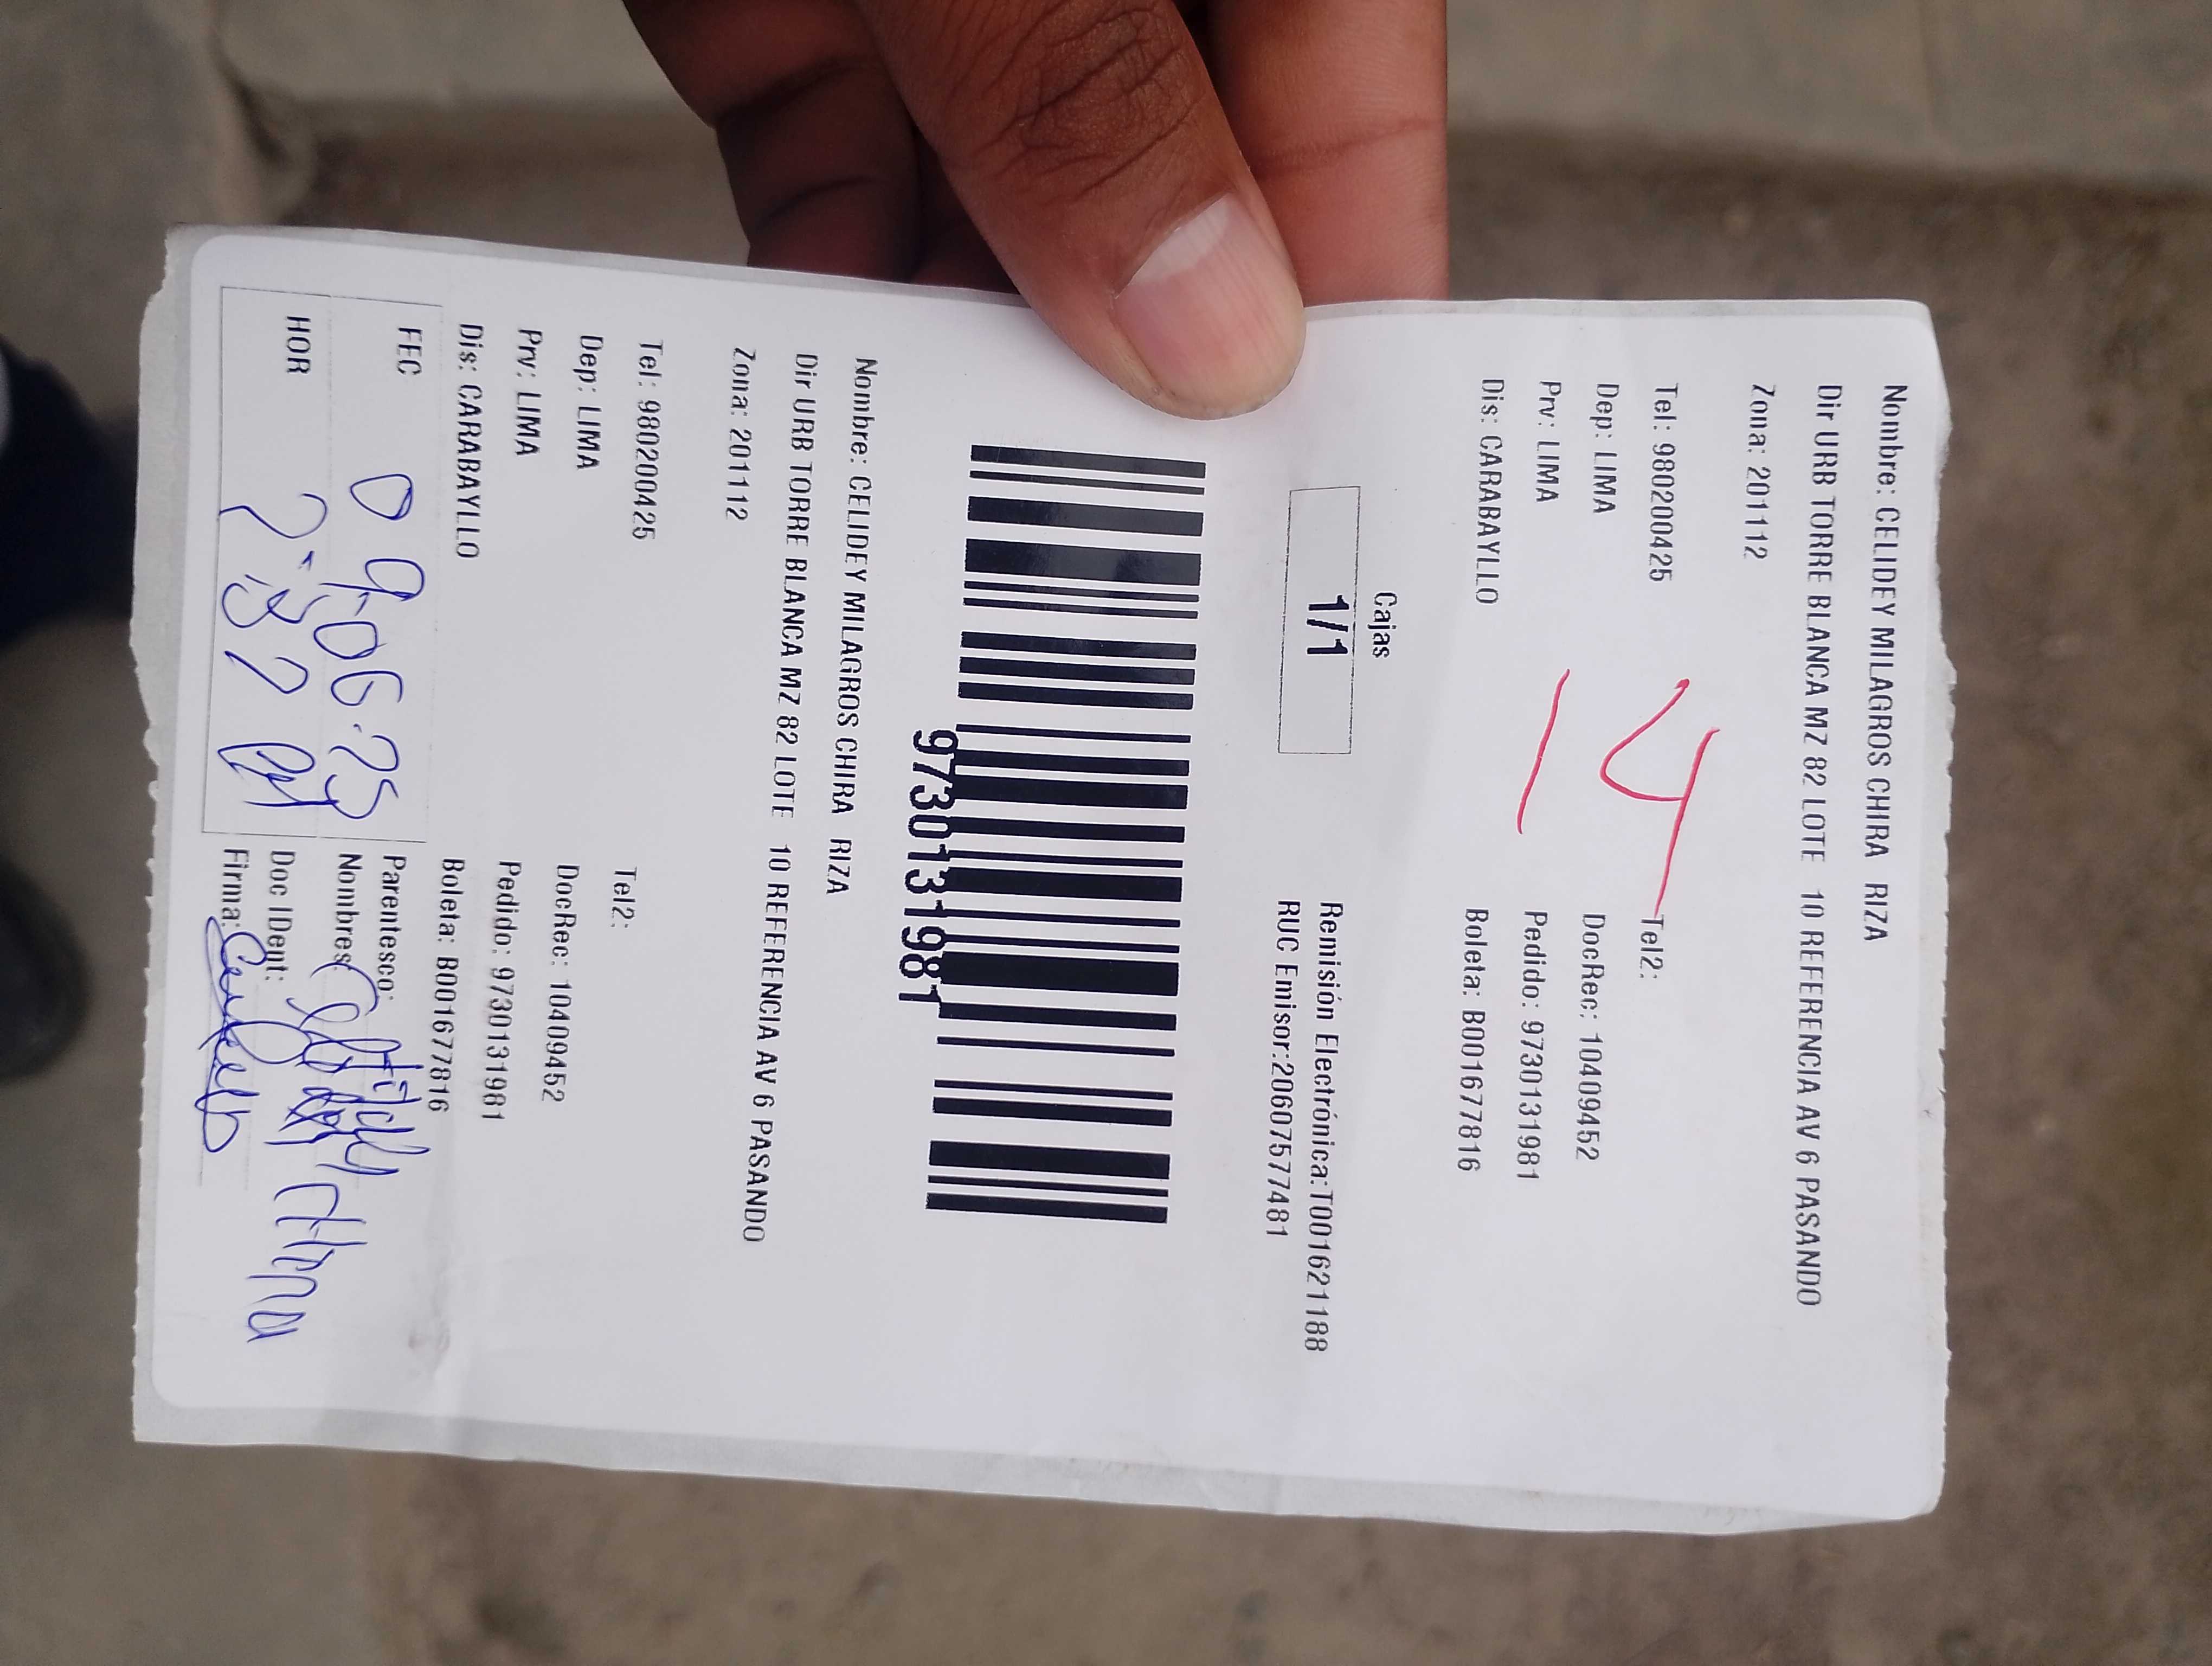 Nombre: CELIDEY MILAGROS CHIRA RIZA
Dir URB TORRE BLANCA MZ 82 LOTE 10 REFERENCIA AV 6 PASANDO
Zona: 201112
Tel: 980200425 Tel2:
Dep: LIMA DocRec: 10409452
Prv: LIMA Pedido: 9730131981
Dis: CARABAYLLO Boleta: B001677816
14
Cajas
1/1
Remisión Electrónica:T001621188
RUC Emisor:20607577481
9730131981
Nombre: CELIDEY MILAGROS CHIRA RIZA
Dir URB TORRE BLANCA MZ 82 LOTE 10 REFERENCIA AV 6 PASANDO
Zona: 201112
Tel: 980200425 Tel2:
Dep: LIMA DocRec: 10409452
Prv: LIMA Pedido: 9730131981
Dis: CARABAYLLO Boleta: B001677816
FEC 09.06.25 Parentesco:
Nombres
HOR Doc IDent:
Firma: